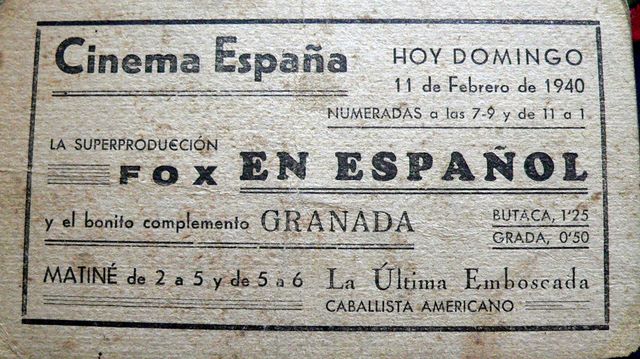 Cinema España
HOY DOMINGO
11 de Febrero de 1940
NUMERADAS a las 7-9 y de 11 a 1
LA SUPERPRODUCCIÓN
FOX EN ESPAÑOL
y el bonito complemento GRANADA
BUTACA, 1'25
GRADA, 0'50
MATINÉ de 2 a 5 y de 5 a 6
La Última Emboscada
CABALLISTA AMERICANO